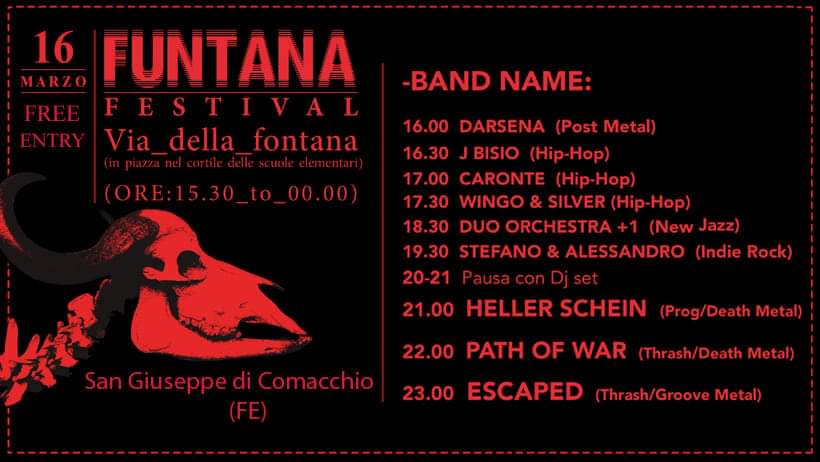 16
MARZO
FREE
ENTRY
FUNTANA
FESTIVAL
Via_della_fontana
(in piazza nel cortile delle scuole elementari)
(ORE:15.30_to_00.00)
San Giuseppe di Comacchio
(FE)
-BAND NAME:
16.00 DARSENA (Post Metal)
16.30 J BISIO (Hip-Hop)
17.00 CARONTE (Hip-Hop)
17.30 WINGO & SILVER (Hip-Hop)
18.30 DUO ORCHESTRA +1 (New Jazz)
19.30 STEFANO & ALESSANDRO (Indie Rock)
20-21 Pausa con Dj set
21.00 HELLER SCHEIN (Prog/Death Metal)
22.00 PATH OF WAR (Thrash/Death Metal)
23.00 ESCAPED (Thrash/Groove Metal)